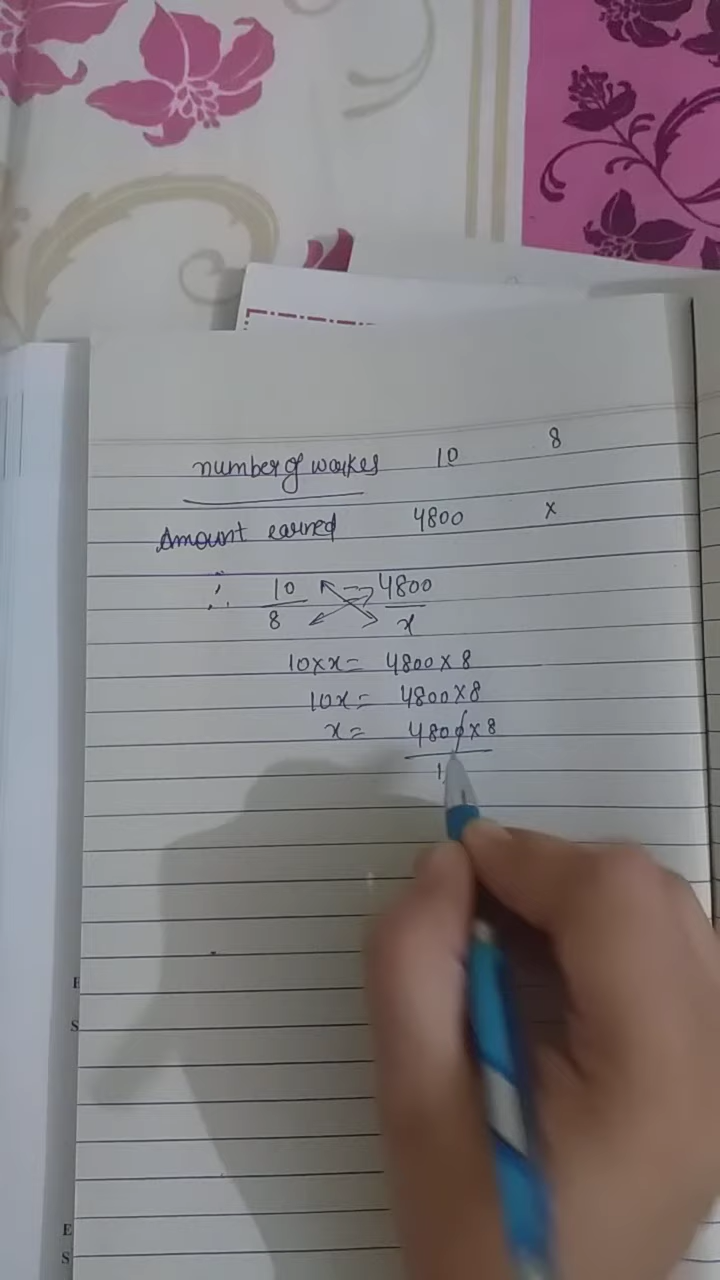 number of workes 10 8
Amount earned 4800 x
∴ 10/8 = 4800/x
10 × x = 4800 × 8
10x = 4800 × 8
x = 4800 × 8
1
E
S
E
S